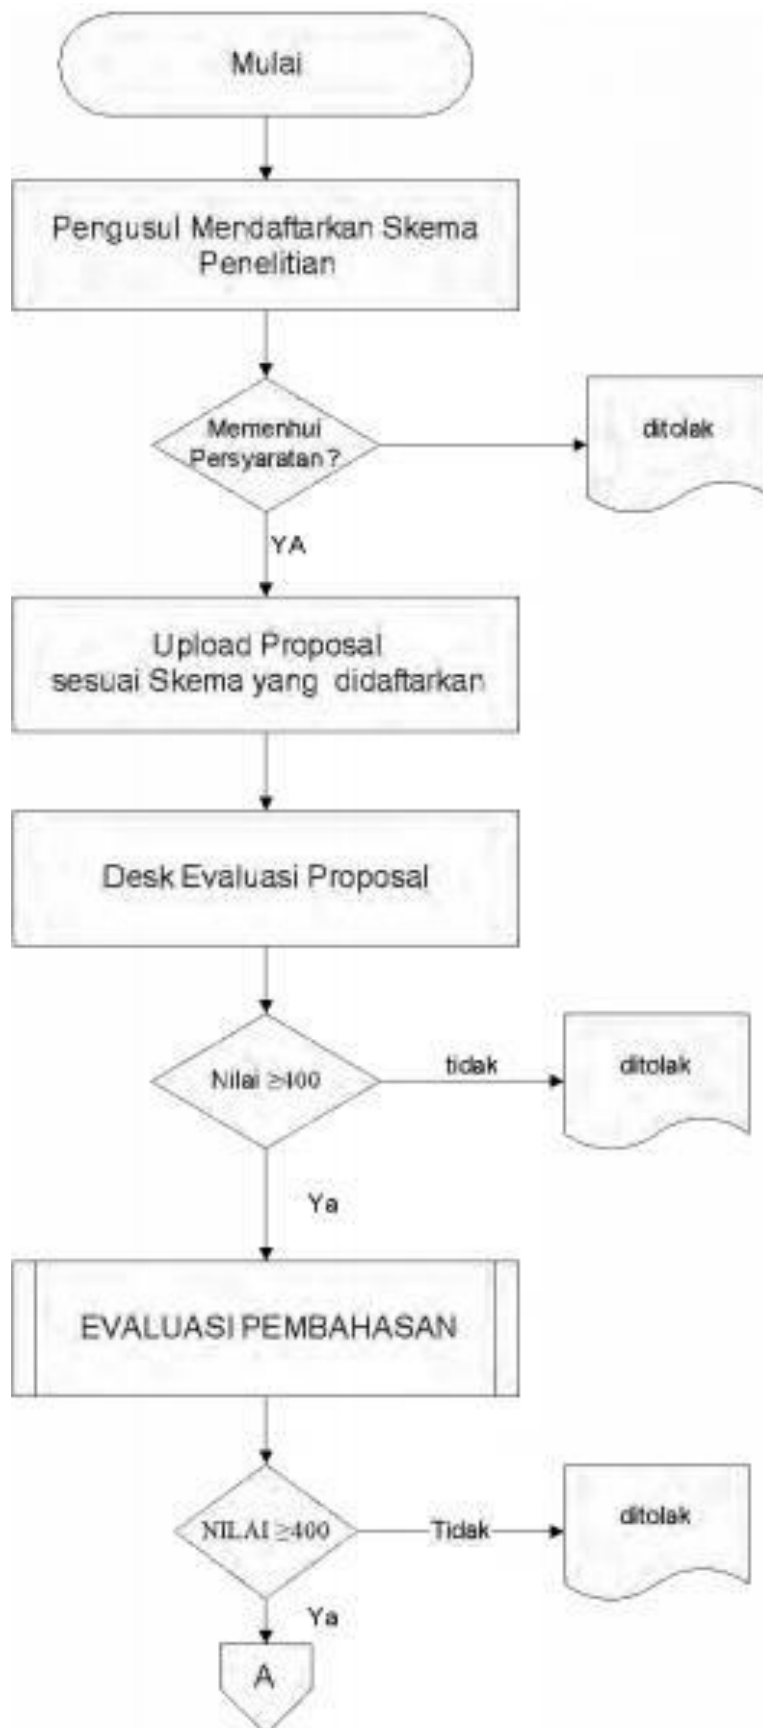 Mulai
Pengusul Mendaftarkan Skema
Penelitian
Memenhui
Persyaratan ?
ditolak
YA
Upload Proposal
sesuai Skema yang didaftarkan
Desk Evaluasi Proposal
Nilai ≥400
tidak
ditolak
Ya
EVALUASI PEMBAHASAN
NILAI ≥400
Tidak
ditolak
Ya
A